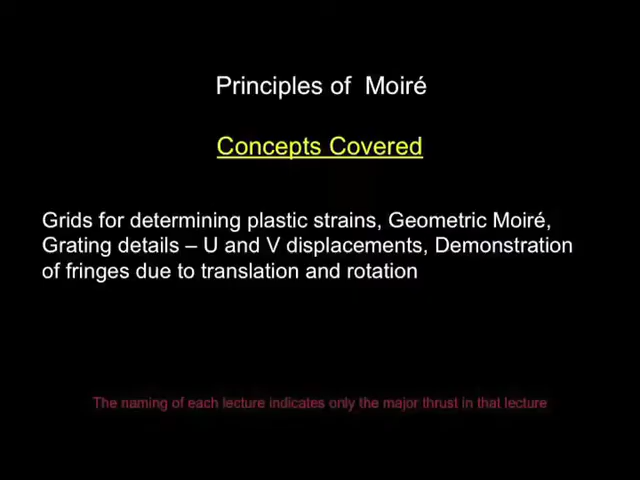 Principles of Moiré
Concepts Covered
Grids for determining plastic strains, Geometric Moiré,
Grating details – U and V displacements, Demonstration
of fringes due to translation and rotation
The naming of each lecture indicates only the major thrust in that lecture